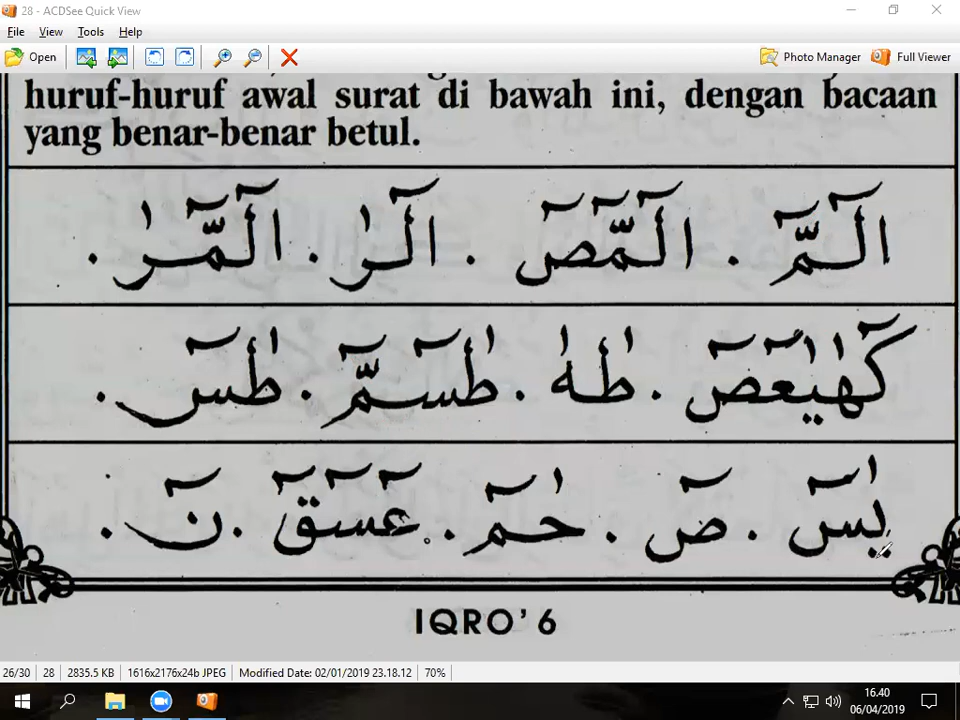 28 - ACDSee Quick View
File View Tools Help
Open Photo Manager Full Viewer
huruf-huruf awal surat di bawah ini, dengan bacaan
yang benar-benar betul.
الٓمّٓ . الٓمّٓصٓ . الٓرٰ . الٓمّٓرٰ .
كٓهٰيٰعٓصٓ . طٰهٰ . طٰسٓمّٓ . طٰسٓ .
يٰسٓ . صٓ . حٰمٓ . عٓسٓقٓ . نٓ .
IQRO' 6
26/30 28 2835.5 KB 1616x2176x24b JPEG Modified Date: 02/01/2019 23.18.12 70%
16.40
06/04/2019